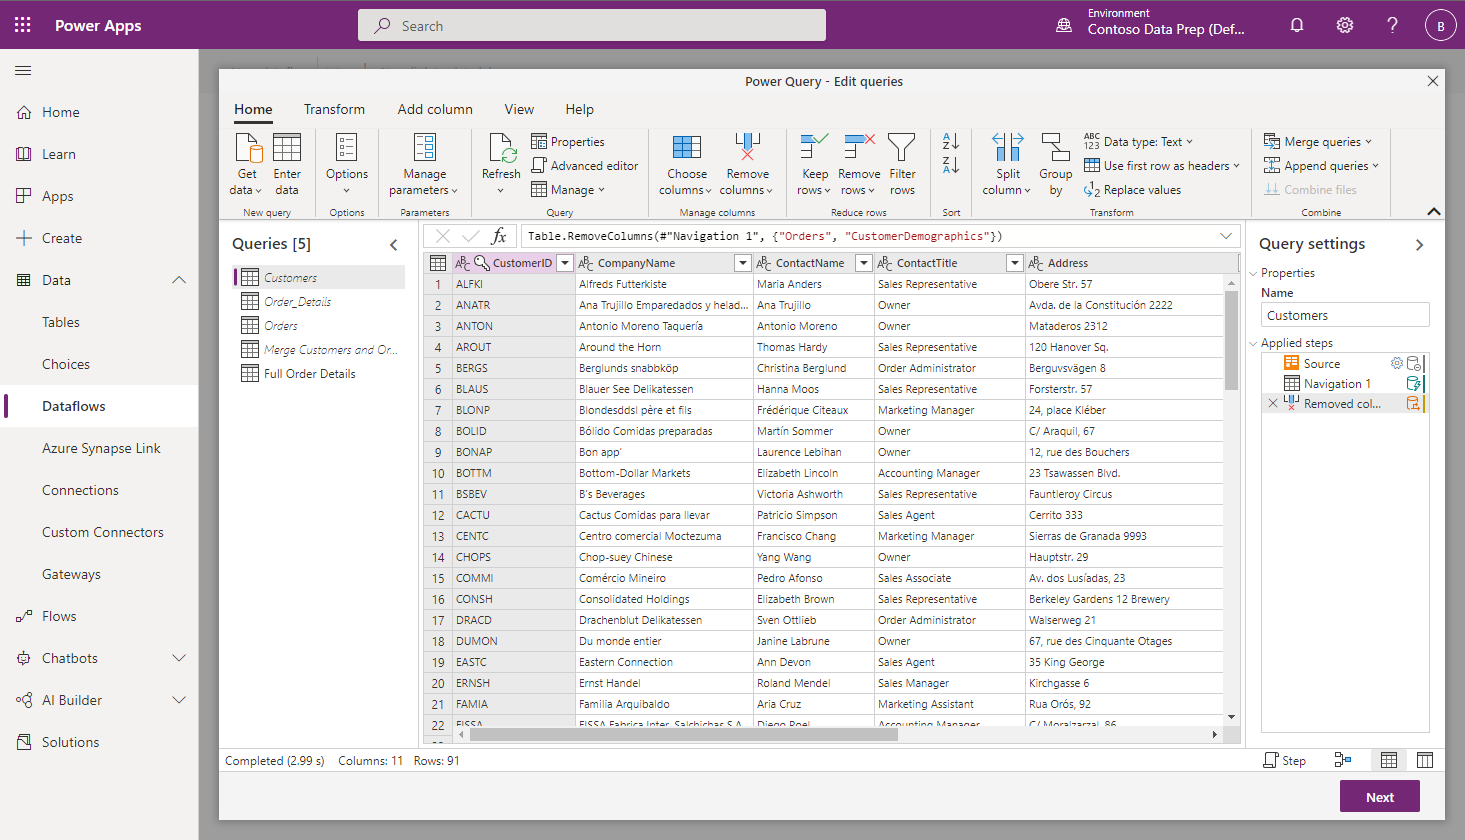 Power Apps
Search
Environment
Contoso Data Prep (Def...
B
Home
Learn
Apps
Create
Data
Tables
Choices
Dataflows
Azure Synapse Link
Connections
Custom Connectors
Gateways
Flows
Chatbots
AI Builder
Solutions
Power Query - Edit queries
Home Transform Add column View Help
Get data
Enter data
New query
Options
Options
Manage parameters
Parameters
Refresh
Properties
Advanced editor
Manage
Query
Choose columns
Remove columns
Manage columns
Keep rows
Remove rows
Filter rows
Reduce rows
A Z
Z A
Sort
Split column
Group by
ABC 123 Data type: Text
Use first row as headers
1 2 Replace values
Transform
Merge queries
Append queries
Combine files
Combine
Queries [5]
Customers
Order_Details
Orders
Merge Customers and Or...
Full Order Details
fx Table.RemoveColumns(#"Navigation 1", {"Orders", "CustomerDemographics"})
ABC CustomerID ABC CompanyName ABC ContactName ABC ContactTitle ABC Address
1 ALFKI Alfreds Futterkiste Maria Anders Sales Representative Obere Str. 57
2 ANATR Ana Trujillo Emparedados y helad... Ana Trujillo Owner Avda. de la Constitución 2222
3 ANTON Antonio Moreno Taquería Antonio Moreno Owner Mataderos 2312
4 AROUT Around the Horn Thomas Hardy Sales Representative 120 Hanover Sq.
5 BERGS Berglunds snabbköp Christina Berglund Order Administrator Berguvsvägen 8
6 BLAUS Blauer See Delikatessen Hanna Moos Sales Representative Forsterstr. 57
7 BLONP Blondesddsl père et fils Frédérique Citeaux Marketing Manager 24, place Kléber
8 BOLID Bólido Comidas preparadas Martín Sommer Owner C/ Araquil, 67
9 BONAP Bon app' Laurence Lebihan Owner 12, rue des Bouchers
10 BOTTM Bottom-Dollar Markets Elizabeth Lincoln Accounting Manager 23 Tsawassen Blvd.
11 BSBEV B's Beverages Victoria Ashworth Sales Representative Fauntleroy Circus
12 CACTU Cactus Comidas para llevar Patricio Simpson Sales Agent Cerrito 333
13 CENTC Centro comercial Moctezuma Francisco Chang Marketing Manager Sierras de Granada 9993
14 CHOPS Chop-suey Chinese Yang Wang Owner Hauptstr. 29
15 COMMI Comércio Mineiro Pedro Afonso Sales Associate Av. dos Lusíadas, 23
16 CONSH Consolidated Holdings Elizabeth Brown Sales Representative Berkeley Gardens 12 Brewery
17 DRACD Drachenblut Delikatessen Sven Ottlieb Order Administrator Walserweg 21
18 DUMON Du monde entier Janine Labrune Owner 67, rue des Cinquante Otages
19 EASTC Eastern Connection Ann Devon Sales Agent 35 King George
20 ERNSH Ernst Handel Roland Mendel Sales Manager Kirchgasse 6
21 FAMIA Familia Arquibaldo Aria Cruz Marketing Assistant Rua Orós, 92
22 FISSA FISSA Fabrica Inter. Salchichas S.A. Diego Roel Accounting Manager C/ Moralzarzal, 86
Query settings
Properties
Name
Customers
Applied steps
Source
Navigation 1
Removed col...
Completed (2.99 s) Columns: 11 Rows: 91
Step
Next